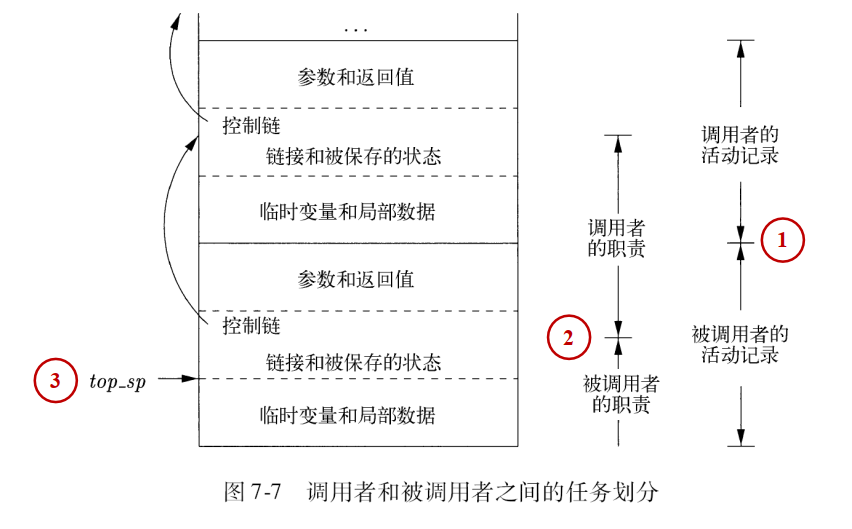 ...
参数和返回值
控制链
链接和被保存的状态
临时变量和局部数据
调用者的
活动记录
1
调用者
的职责
参数和返回值
控制链
2
链接和被保存的状态
被调用者的
活动记录
3 top_sp
被调用者
的职责
临时变量和局部数据
图 7-7 调用者和被调用者之间的任务划分